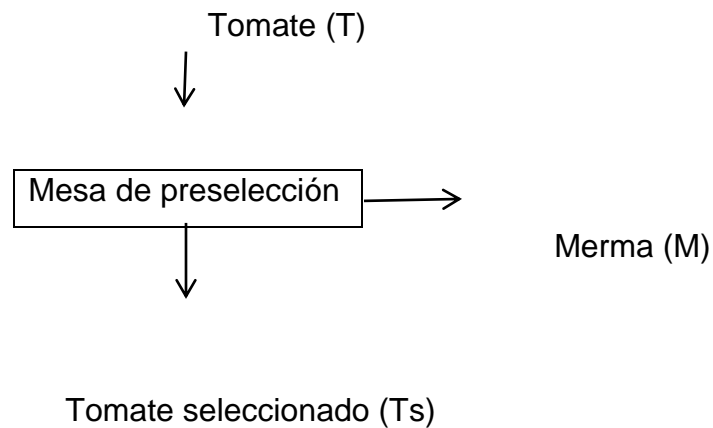 Tomate (T)
Mesa de preselección
Merma (M)
Tomate seleccionado (Ts)